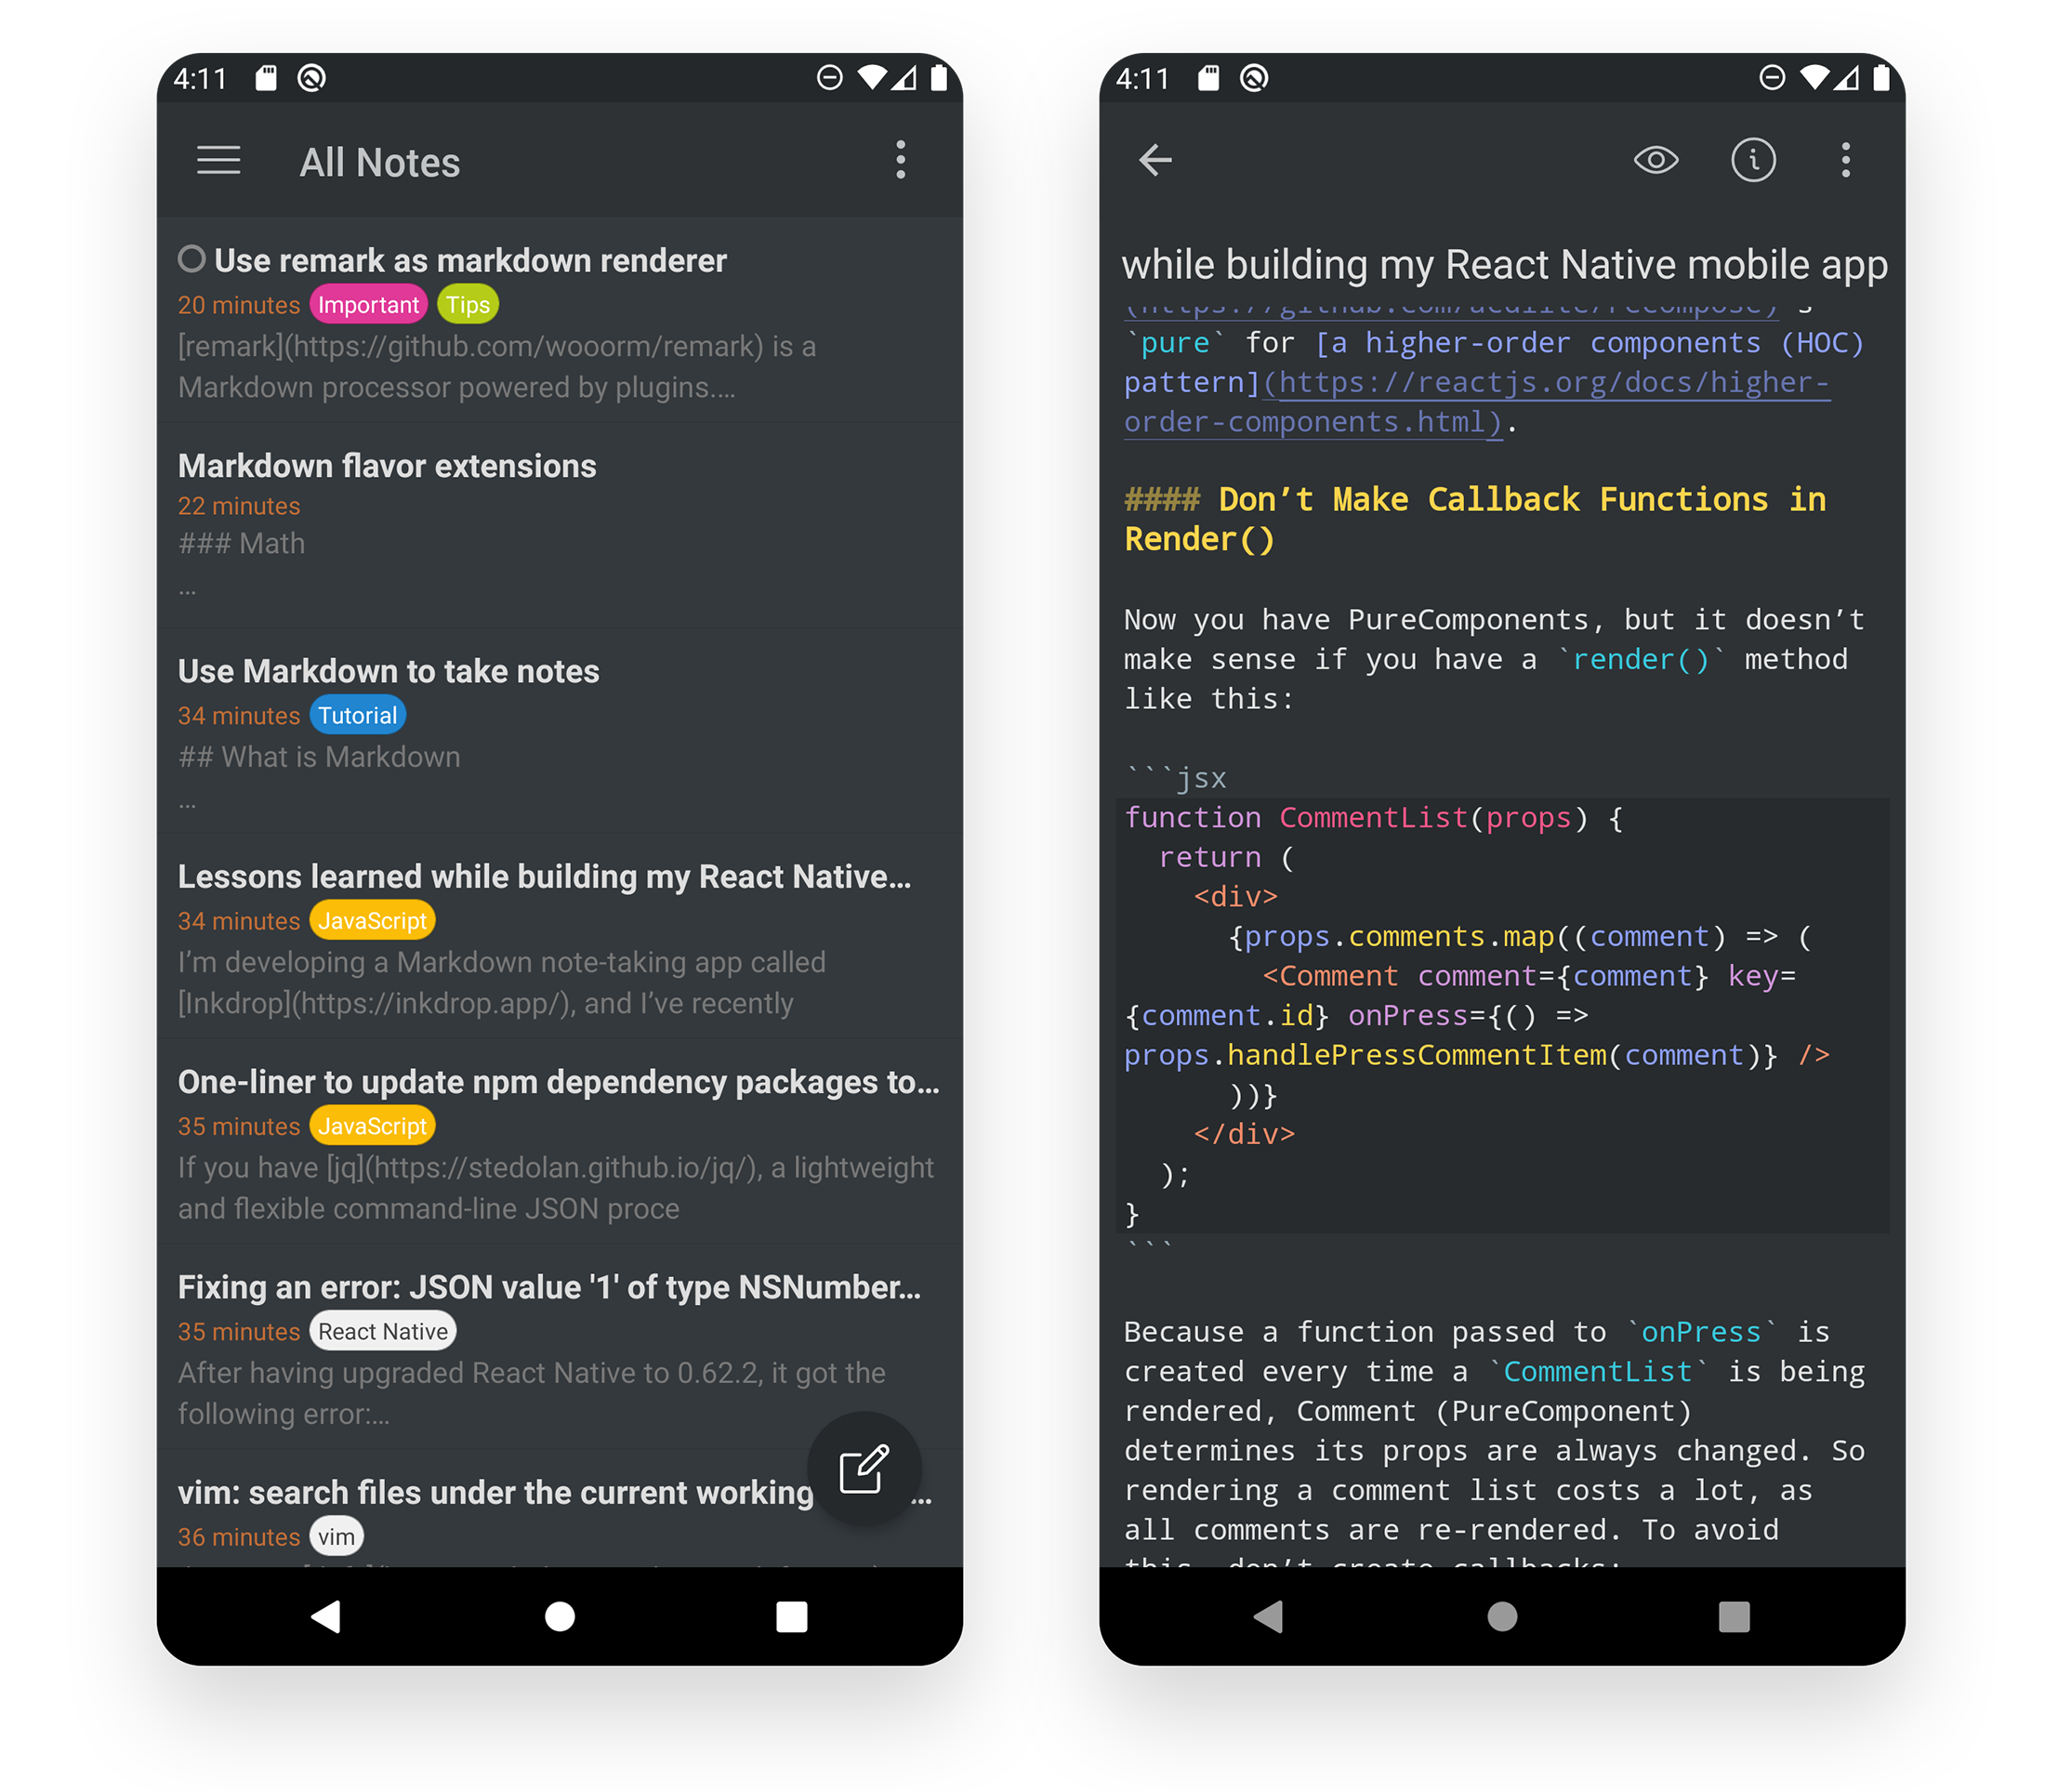 4:11
All Notes
Use remark as markdown renderer
20 minutes Important Tips
[remark](https://github.com/wooorm/remark) is a
Markdown processor powered by plugins.…
Markdown flavor extensions
22 minutes
### Math
…
Use Markdown to take notes
34 minutes Tutorial
## What is Markdown
…
Lessons learned while building my React Native…
34 minutes JavaScript
I’m developing a Markdown note-taking app called
[Inkdrop](https://inkdrop.app/), and I’ve recently
One-liner to update npm dependency packages to…
35 minutes JavaScript
If you have [jq](https://stedolan.github.io/jq/), a lightweight
and flexible command-line JSON proce
Fixing an error: JSON value '1' of type NSNumber…
35 minutes React Native
After having upgraded React Native to 0.62.2, it got the
following error:…
vim: search files under the current working …
36 minutes vim
4:11
while building my React Native mobile app
(https://github.com/acdlite/recompose)'s
`pure` for [a higher-order components (HOC)
pattern](https://reactjs.org/docs/higher-
order-components.html).
#### Don’t Make Callback Functions in
Render()
Now you have PureComponents, but it doesn’t
make sense if you have a `render()` method
like this:
```jsx
function CommentList(props) {
  return (
    <div>
      {props.comments.map((comment) => (
        <Comment comment={comment} key=
{comment.id} onPress={() =>
props.handlePressCommentItem(comment)} />
      ))}
    </div>
  );
}
```
Because a function passed to `onPress` is
created every time a `CommentList` is being
rendered, Comment (PureComponent)
determines its props are always changed. So
rendering a comment list costs a lot, as
all comments are re-rendered. To avoid
this, don’t create callbacks: